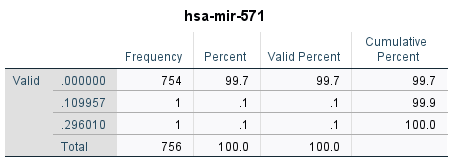 hsa-mir-571
Frequency Percent Valid Percent Cumulative Percent
Valid .000000 754 99.7 99.7 99.7
.109957 1 .1 .1 99.9
.296010 1 .1 .1 100.0
Total 756 100.0 100.0